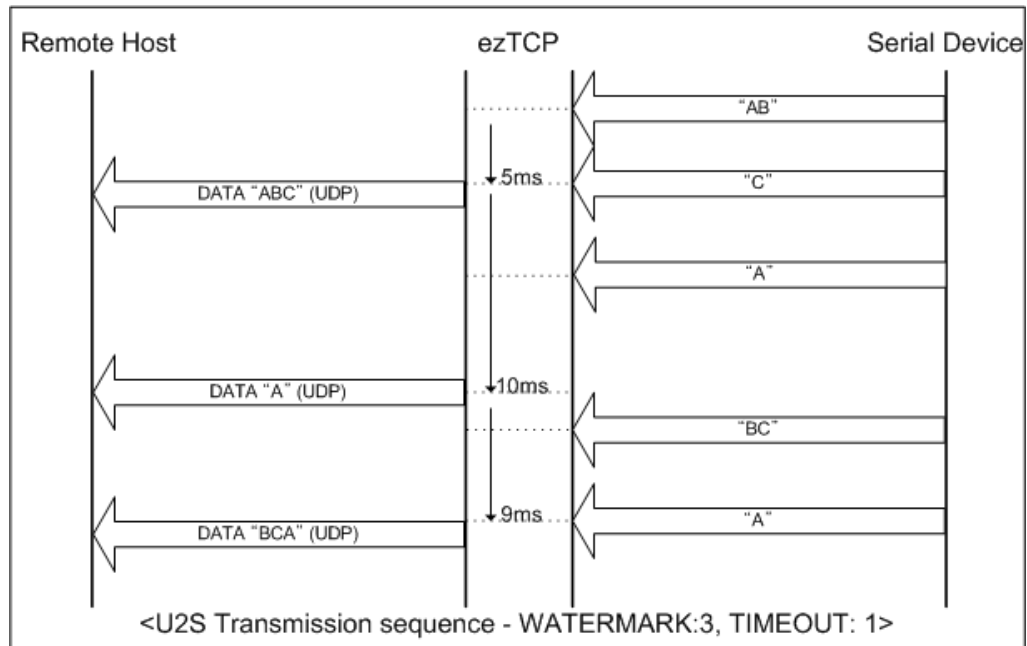 Remote Host
ezTCP
Serial Device
“AB”
5ms
“C”
DATA “ABC” (UDP)
“A”
10ms
DATA “A” (UDP)
“BC”
9ms
“A”
DATA “BCA” (UDP)
<U2S Transmission sequence - WATERMARK:3, TIMEOUT: 1>